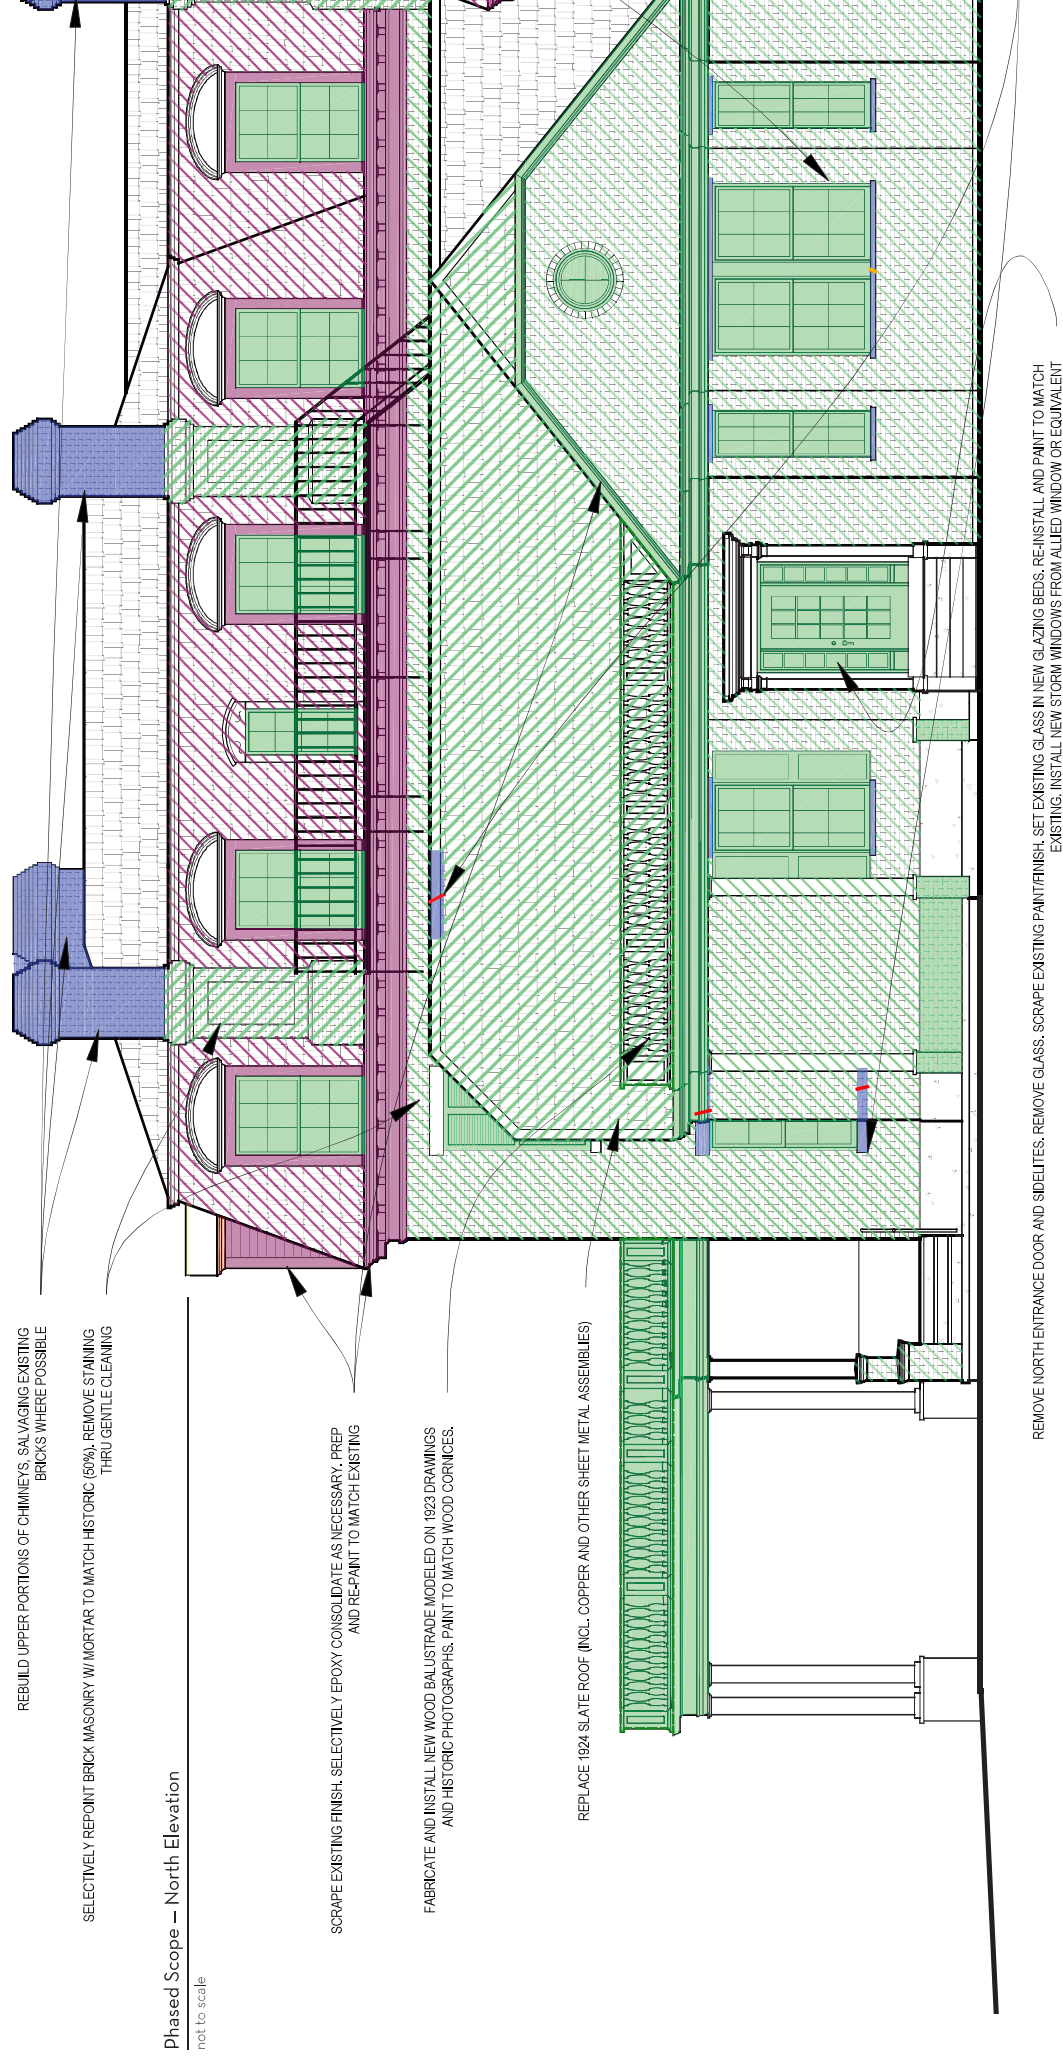 REBUILD UPPER PORTIONS OF CHIMNEYS, SALVAGING EXISTING
BRICKS WHERE POSSIBLE
SELECTIVELY REPOINT BRICK MASONRY W/ MORTAR TO MATCH HISTORIC (50%). REMOVE STAINING
THRU GENTLE CLEANING
Phased Scope – North Elevation
not to scale
SCRAPE EXISTING FINISH. SELECTIVELY EPOXY CONSOLIDATE AS NECESSARY. PREP
AND RE-PAINT TO MATCH EXISTING
FABRICATE AND INSTALL NEW WOOD BALUSTRADE MODELED ON 1923 DRAWINGS
AND HISTORIC PHOTOGRAPHS. PAINT TO MATCH WOOD CORNICES.
REPLACE 1924 SLATE ROOF (INCL. COPPER AND OTHER SHEET METAL ASSEMBLIES)
REMOVE NORTH ENTRANCE DOOR AND SIDELITES. REMOVE GLASS. SCRAPE EXISTING PAINT/FINISH. SET EXISTING GLASS IN NEW GLAZING BEDS. RE-INSTALL AND PAINT TO MATCH
EXISTING. INSTALL NEW STORM WINDOWS FROM ALLIED WINDOW OR EQUIVALENT